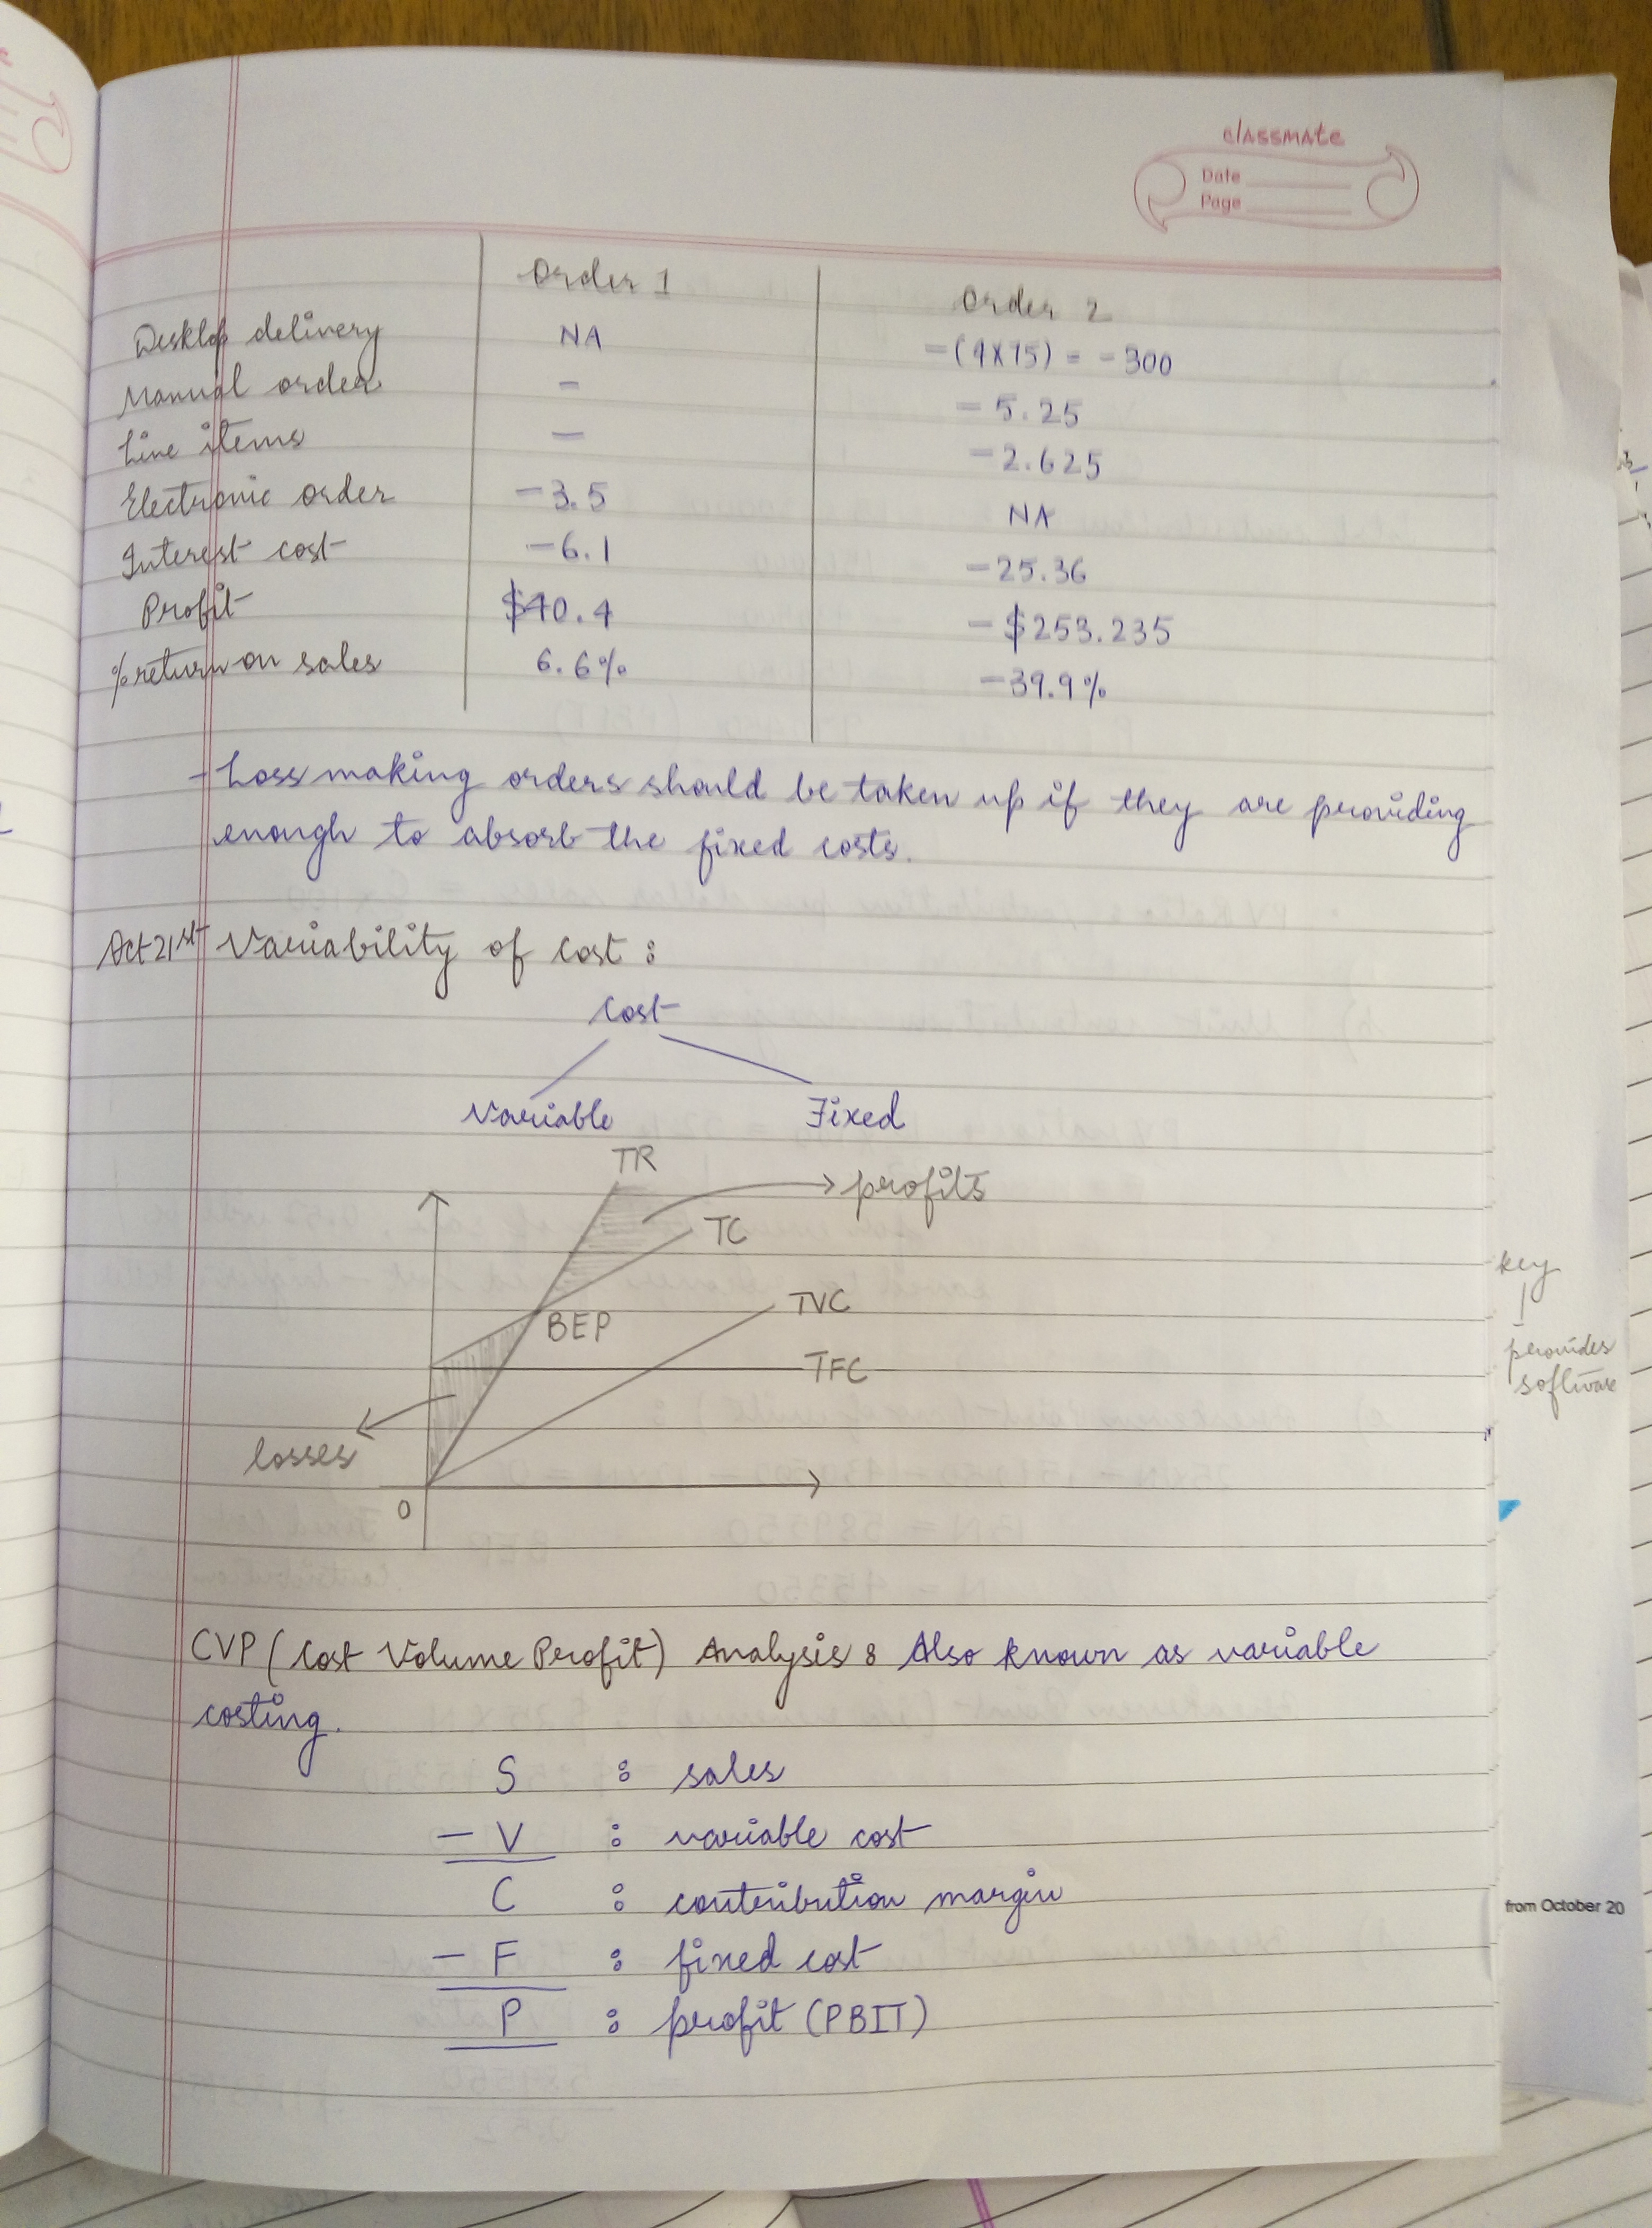 classmate
Date
Page
Order 1 Order 2
Desktop delivery NA -(4x75) = -300
Manual order - -5.25
Line items - -2.625
Electronic order -3.5 NA
Interest cost -6.1 -25.36
Profit $40.4 -$253.235
% return on sales 6.6% -39.9%
- Loss making orders should be taken up if they are providing
enough to absorb the fixed costs.
Oct 21st Variability of cost :
Cost
Variable Fixed
TR
profits
TC
TVC
BEP
TFC
losses
0
key
provides
software
CVP (Cost Volume Profit) Analysis : Also known as variable
costing.
S : sales
- V : variable cost
C : contribution margin
from October 20
- F : fixed cost
P : profit (PBIT)